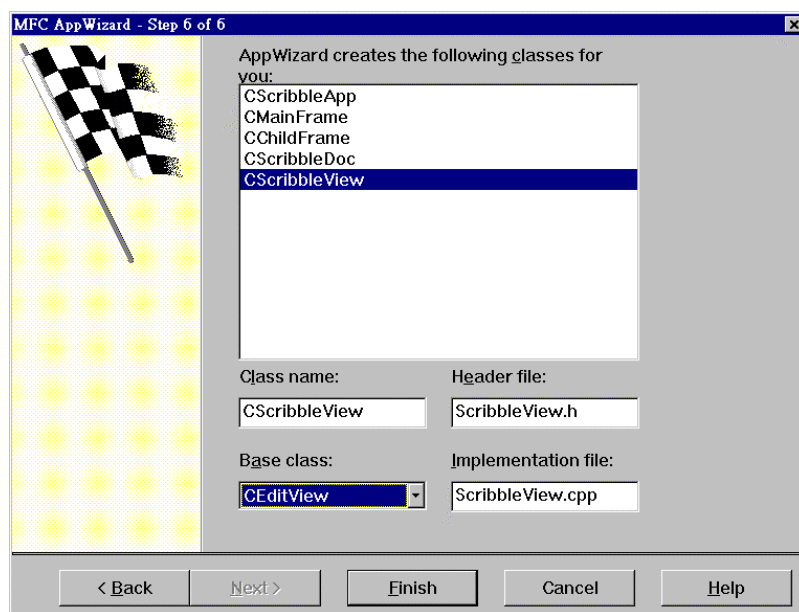 MFC AppWizard - Step 6 of 6
AppWizard creates the following classes for
you:
CScribbleApp
CMainFrame
CChildFrame
CScribbleDoc
CScribbleView
Class name:
Header file:
CScribbleView
ScribbleView.h
Base class:
Implementation file:
CEditView
ScribbleView.cpp
< Back
Next >
Finish
Cancel
Help